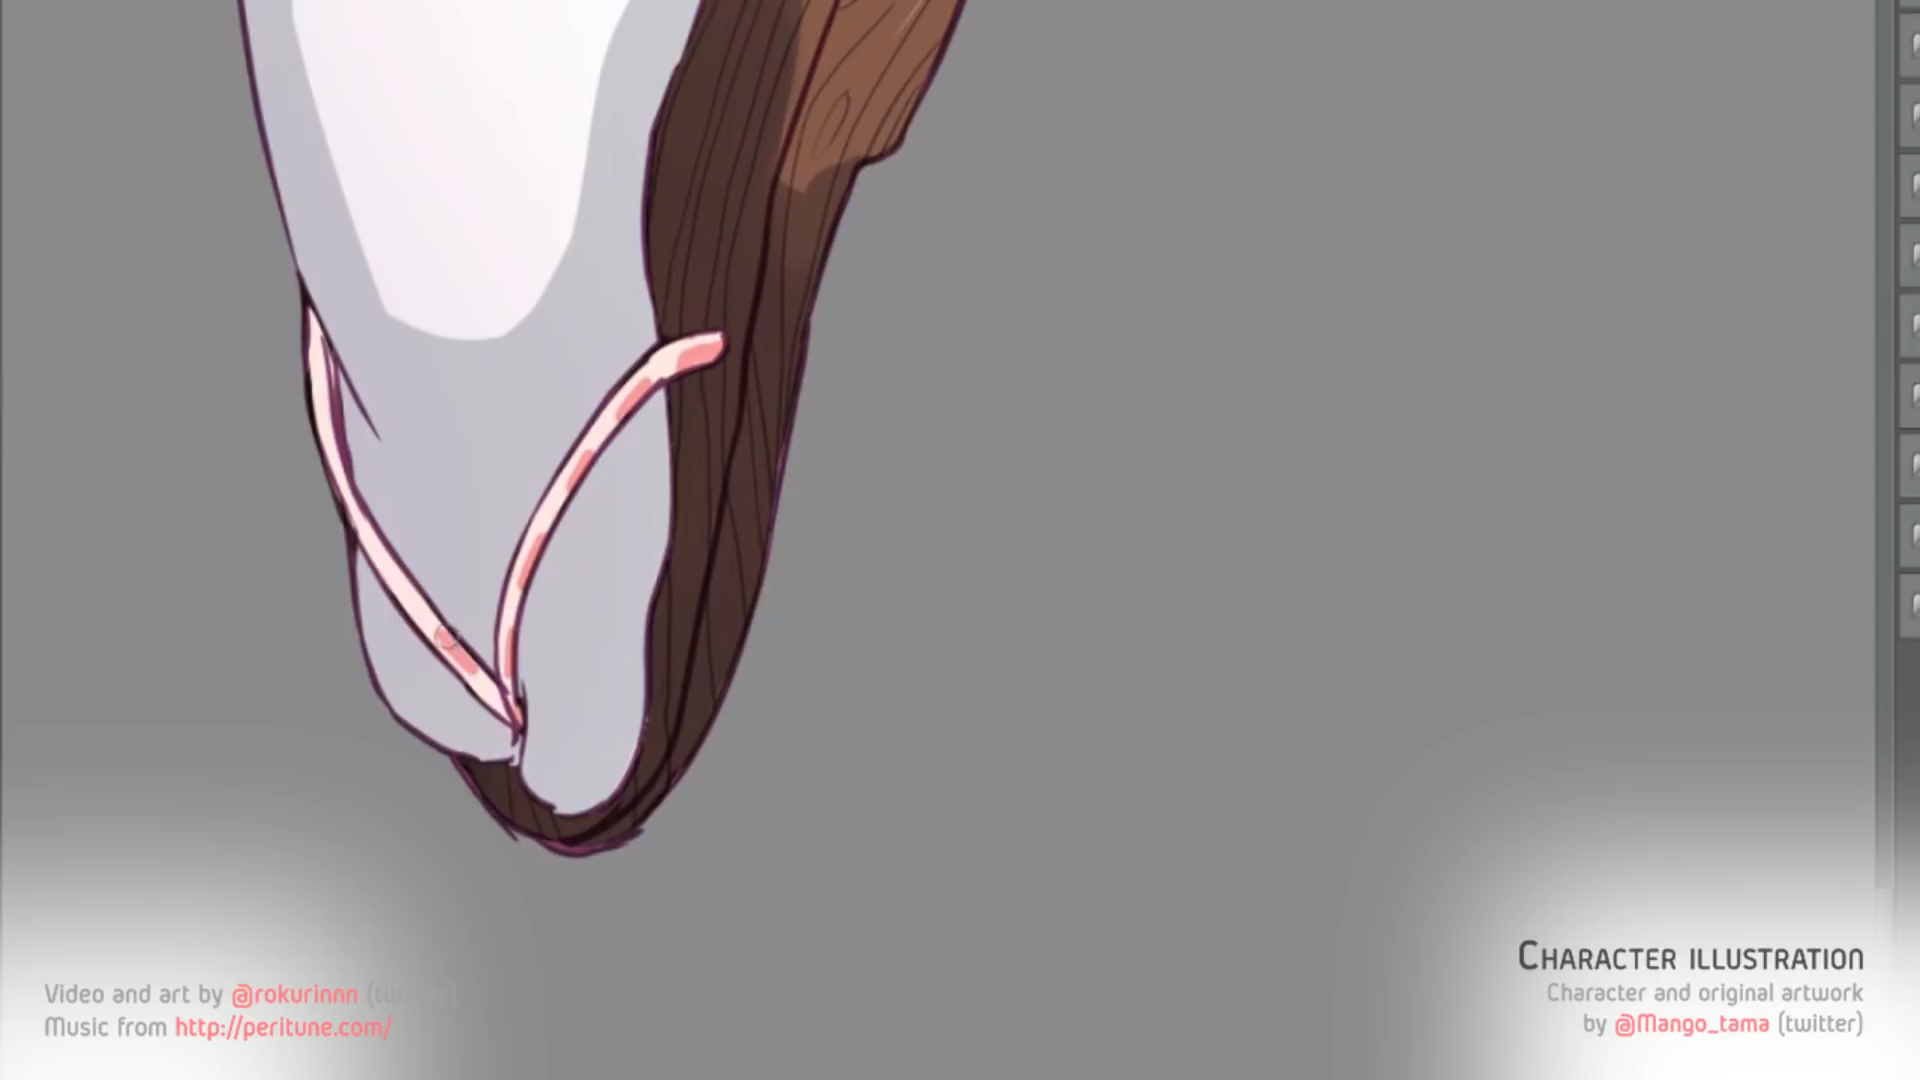 Video and art by @rokurinnn (twitter)
Music from http://peritune.com/
CHARACTER ILLUSTRATION
Character and original artwork
by @Mango_tama (twitter)